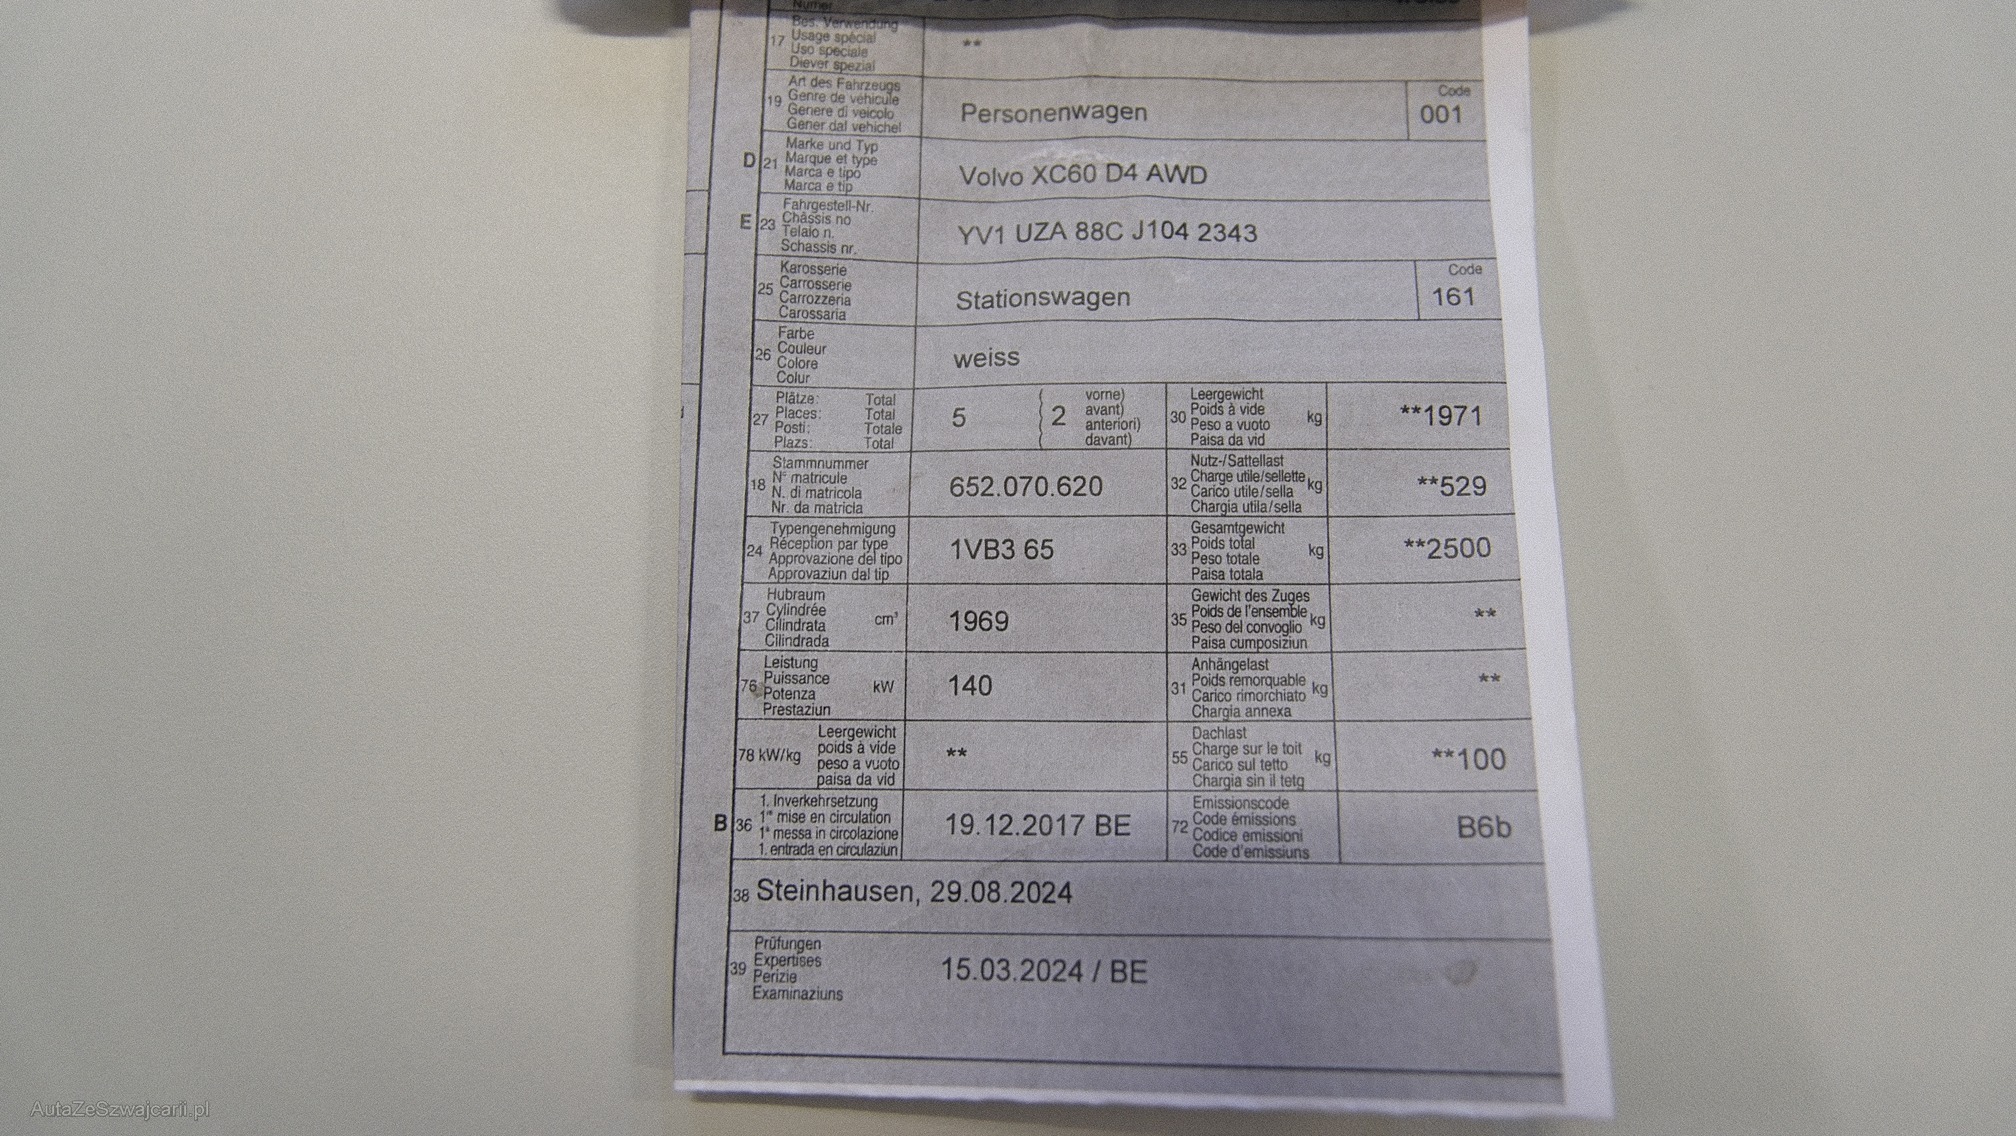 Numer
17 Bes. Verwendung
Usage spécial
Uso speciale
Diever spezial
**
19 Art des Fahrzeugs
Genre de véhicule
Genere di veicolo
Gener dal vehichel
Personenwagen
Code
001
D 21 Marke und Typ
Marque et type
Marca e tipo
Marca e tip
Volvo XC60 D4 AWD
E 23 Fahrgestell-Nr.
Châssis no
Telaio n.
Schassis nr.
YV1 UZA 88C J104 2343
25 Karosserie
Carrosserie
Carrozzeria
Carossaria
Stationswagen
Code
161
26 Farbe
Couleur
Colore
Colur
weiss
27 Plätze: Total
Places: Total
Posti: Totale
Plazs: Total
5 ( 2 vorne)
avant)
anteriori)
davant)
30 Leergewicht
Poids à vide kg
Peso a vuoto
Paisa da vid
**1971
18 Stammnummer
N° matricule
N. di matricola
Nr. da matricla
652.070.620
32 Nutz-/Sattellast
Charge utile/sellette kg
Carico utile/sella
Chargia utila/sella
**529
24 Typengenehmigung
Réception par type
Approvazione del tipo
Approvaziun dal tip
1VB3 65
33 Gesamtgewicht
Poids total kg
Peso totale
Paisa totala
**2500
37 Hubraum
Cylindrée cm³
Cilindrata
Cilindrada
1969
35 Gewicht des Zuges
Poids de l'ensemble kg
Peso del convoglio
Paisa cumposiziun
**
76 Leistung
Puissance kW
Potenza
Prestaziun
140
31 Anhängelast
Poids remorquable kg
Carico rimorchiato
Chargia annexa
**
78 kW/kg Leergewicht
poids à vide
peso a vuoto
paisa da vid
**
55 Dachlast
Charge sur le toit kg
Carico sul tetto
Chargia sin il tetg
**100
B 36 1. Inverkehrsetzung
1re mise en circulation
1a messa in circolazione
1. entrada en circulaziun
19.12.2017 BE
72 Emissionscode
Code émissions
Codice emissioni
Code d'emissiuns
B6b
38 Steinhausen, 29.08.2024
39 Prüfungen
Expertises
Perizie
Examinaziuns
15.03.2024 / BE
AutaZeSzwajcarii.pl